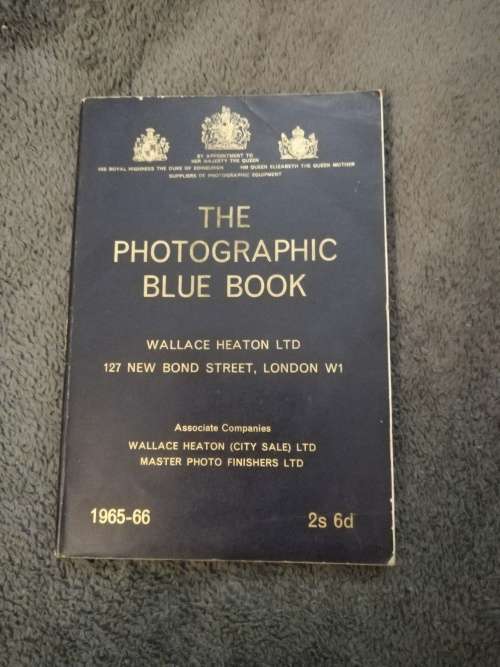 BY APPOINTMENT TO
HER MAJESTY THE QUEEN
HIS ROYAL HIGHNESS THE DUKE OF EDINBURGH HM QUEEN ELIZABETH THE QUEEN MOTHER
SUPPLIERS OF PHOTOGRAPHIC EQUIPMENT
THE
PHOTOGRAPHIC
BLUE BOOK
WALLACE HEATON LTD
127 NEW BOND STREET, LONDON W1
Associate Companies
WALLACE HEATON (CITY SALE) LTD
MASTER PHOTO FINISHERS LTD
1965-66 2s 6d